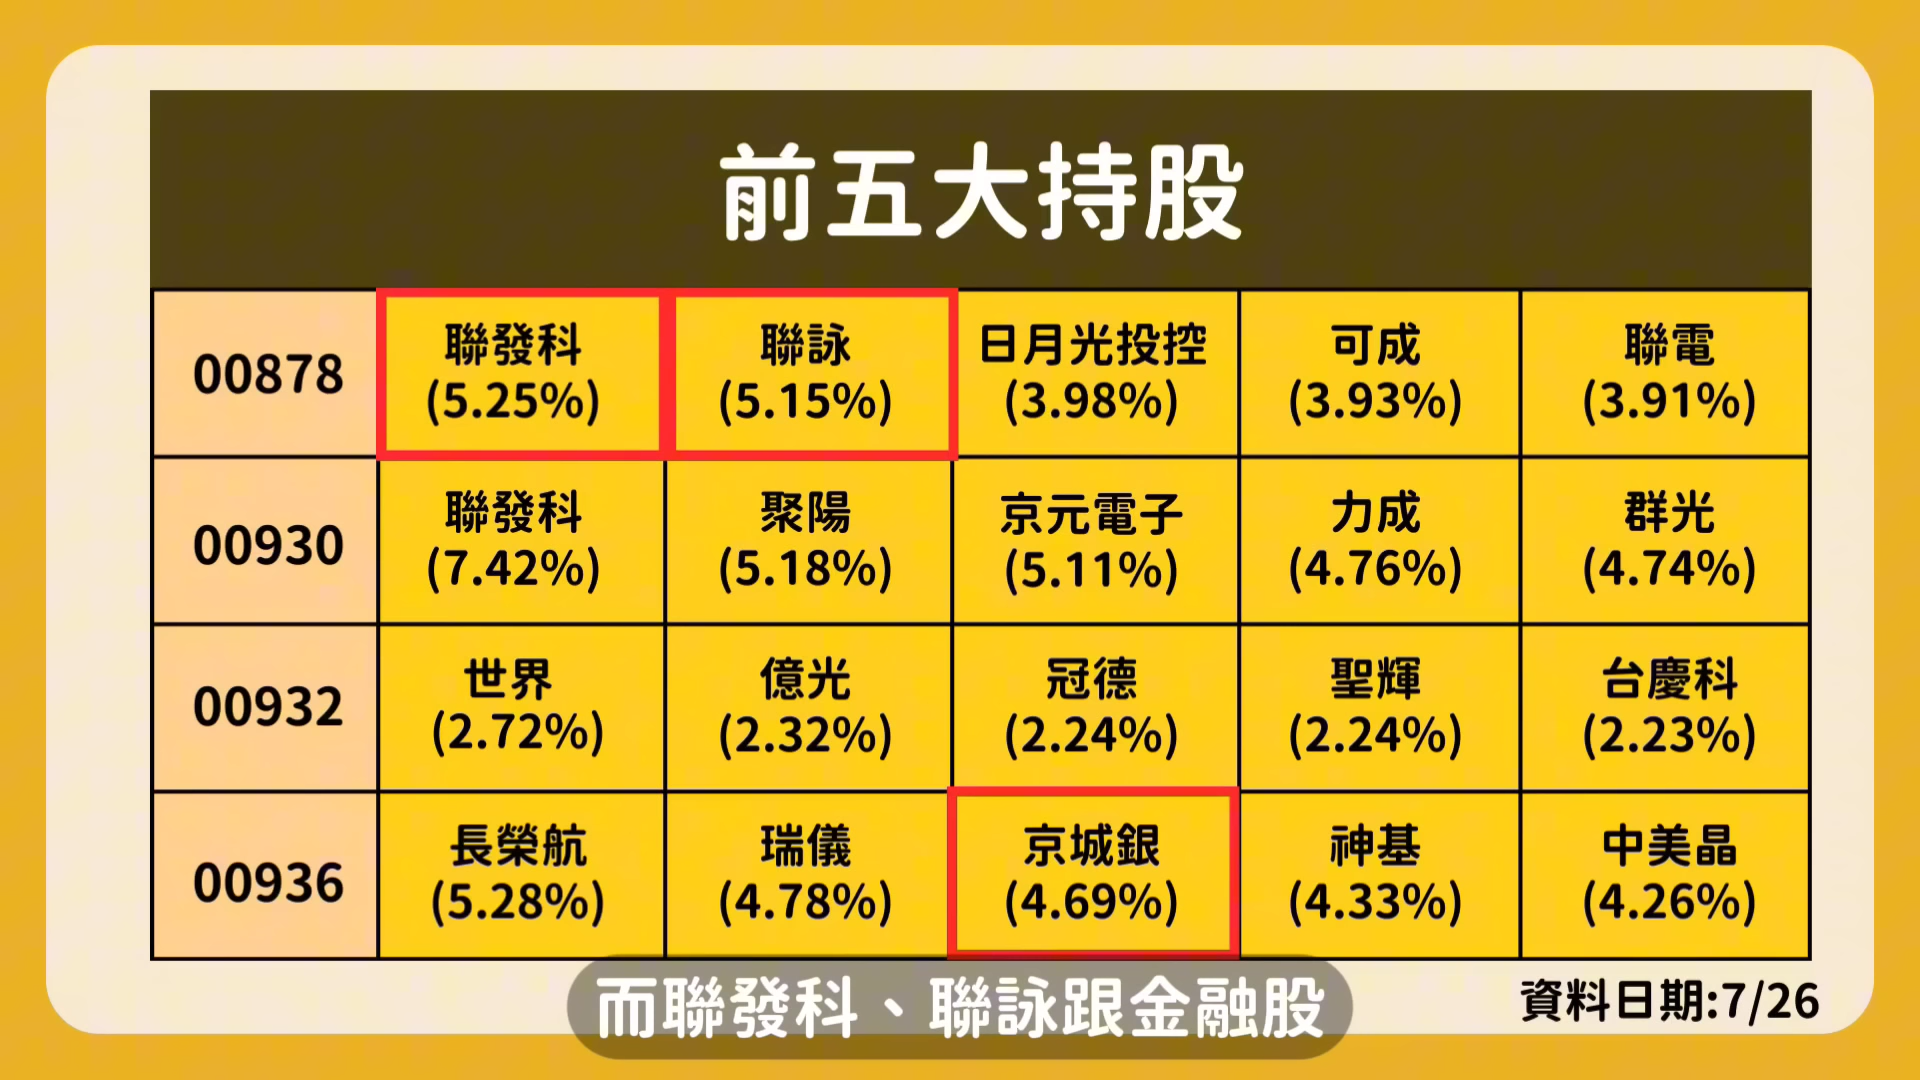 前五大持股
00878
聯發科
(5.25%)
聯詠
(5.15%)
日月光投控
(3.98%)
可成
(3.93%)
聯電
(3.91%)
00930
聯發科
(7.42%)
聚陽
(5.18%)
京元電子
(5.11%)
力成
(4.76%)
群光
(4.74%)
00932
世界
(2.72%)
億光
(2.32%)
冠德
(2.24%)
聖輝
(2.24%)
台慶科
(2.23%)
00936
長榮航
(5.28%)
瑞儀
(4.78%)
京城銀
(4.69%)
神基
(4.33%)
中美晶
(4.26%)
而聯發科、聯詠跟金融股
資料日期:7/26